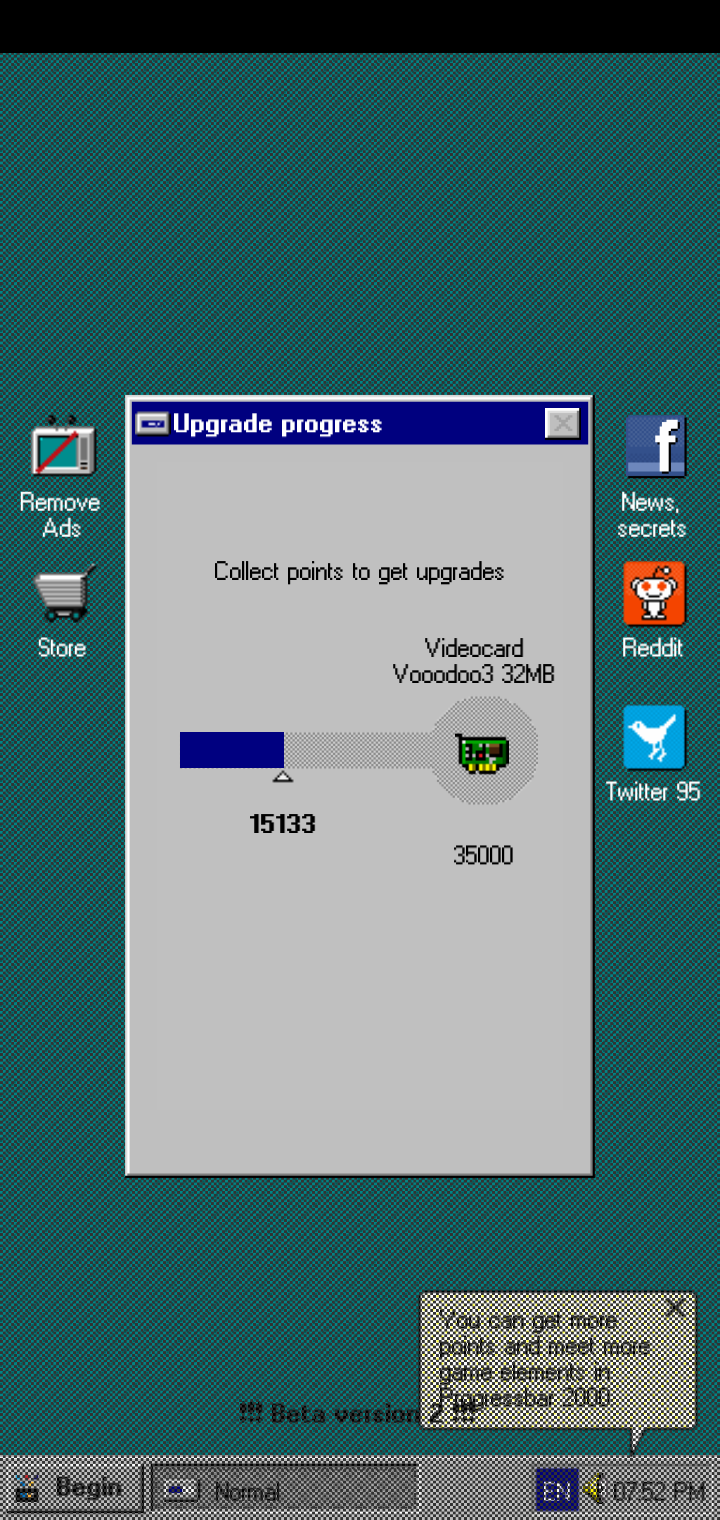 Upgrade progress
Remove
Ads
News,
secrets
Collect points to get upgrades
Store
Videocard
Vooodoo3 32MB
Reddit
Twitter 95
15133
35000
You can get more
points and meet more
game elements in
Progressbar 2000
!!! Beta version 2 !!!
Begin
Normal
EN
07:52 PM